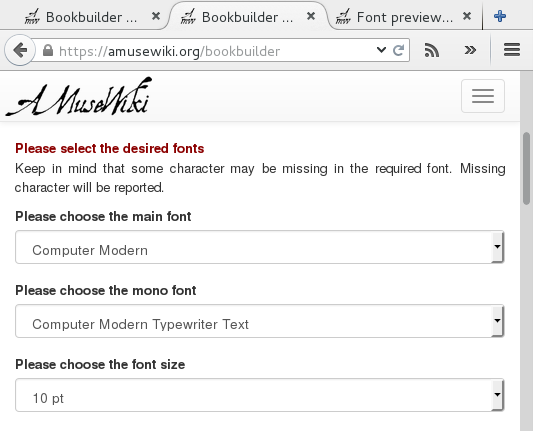 Bookbuilder ...
Bookbuilder ...
Font preview...
https://amusewiki.org/bookbuilder
AMuseWiki
Please select the desired fonts
Keep in mind that some character may be missing in the required font. Missing
character will be reported.
Please choose the main font
Computer Modern
Please choose the mono font
Computer Modern Typewriter Text
Please choose the font size
10 pt